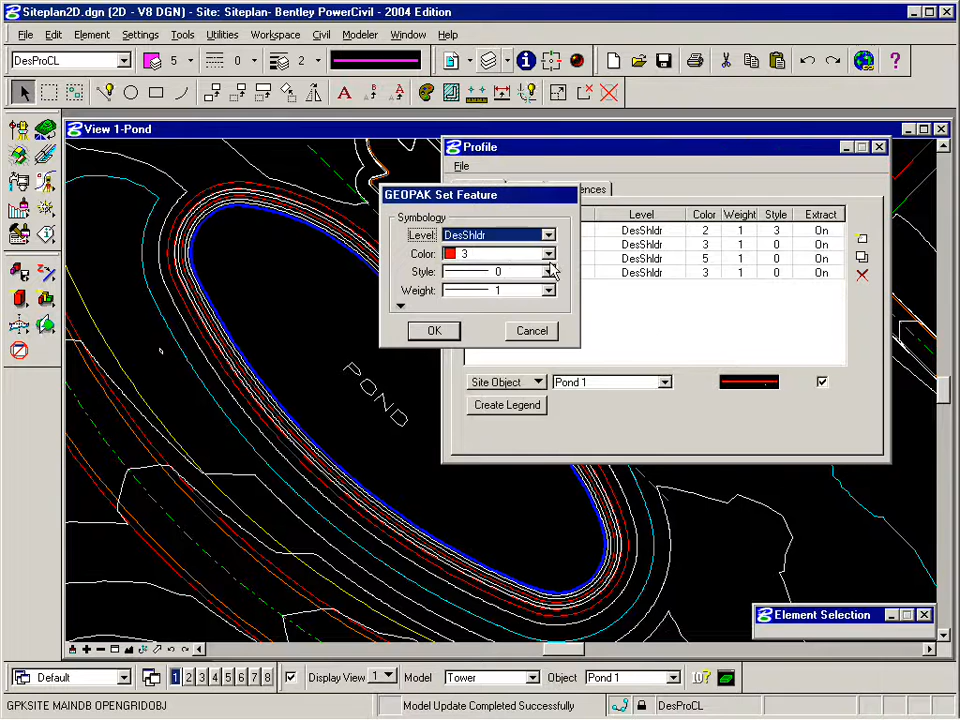 Siteplan2D.dgn (2D - V8 DGN) - Site: Siteplan- Bentley PowerCivil - 2004 Edition
File Edit Element Settings Tools Utilities Workspace Civil Modeler Window Help
DesProCL 5 0 2
View 1-Pond
Profile
File
ences
GEOPAK Set Feature
Symbology
Level: DesShldr
Color: 3
Style: 0
Weight: 1
OK Cancel
Level Color Weight Style Extract
DesShldr 2 1 3 On
DesShldr 3 1 0 On
DesShldr 5 1 0 On
DesShldr 3 1 0 On
Site Object Pond 1
Create Legend
POND
Element Selection
Default 1 2 3 4 5 6 7 8 Display View 1 Model Tower Object Pond 1
GPKSITE MAINDB OPENGRIDOBJ Model Update Completed Successfully DesProCL